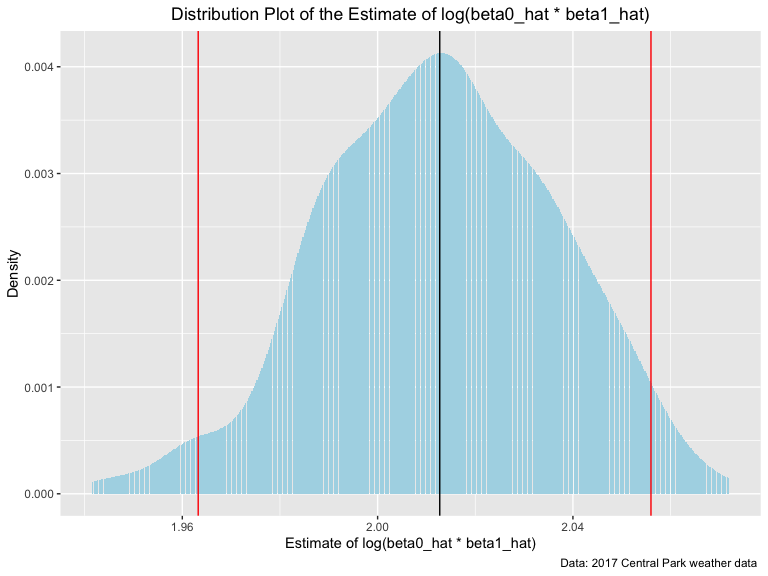 Distribution Plot of the Estimate of log(beta0_hat * beta1_hat)
0.004
0.003
0.002
0.001
0.000
Density
1.96
2.00
2.04
Estimate of log(beta0_hat * beta1_hat)
Data: 2017 Central Park weather data